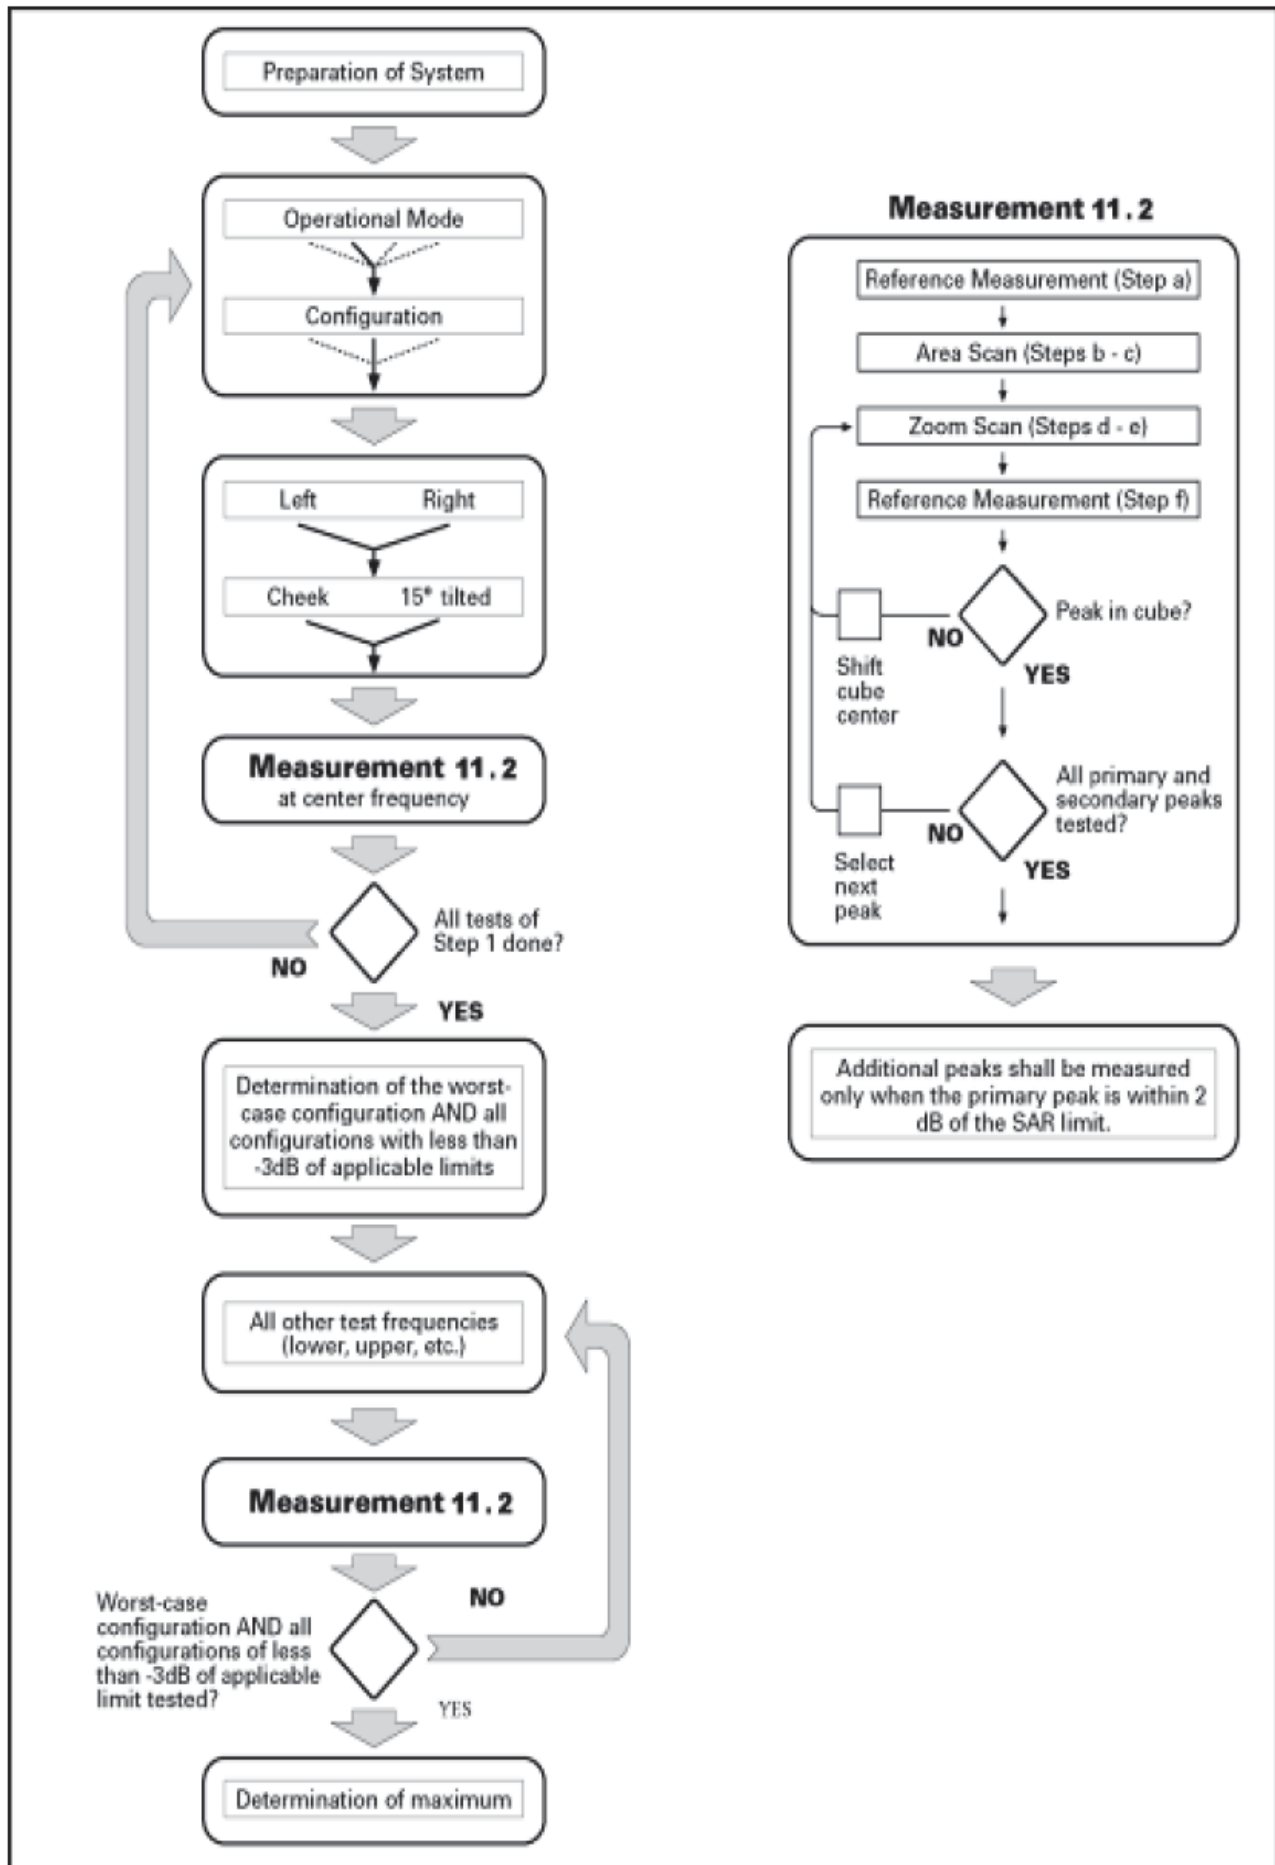 Preparation of System
Operational Mode
Configuration
Left Right
Cheek 15° tilted
Measurement 11.2
at center frequency
All tests of
Step 1 done?
NO
YES
Determination of the worst-
case configuration AND all
configurations with less than
-3dB of applicable limits
All other test frequencies
(lower, upper, etc.)
Measurement 11.2
NO
Worst-case
configuration AND all
configurations of less
than -3dB of applicable
limit tested?
YES
Determination of maximum
Measurement 11.2
Reference Measurement (Step a)
Area Scan (Steps b - c)
Zoom Scan (Steps d - e)
Reference Measurement (Step f)
Peak in cube?
NO
Shift
cube
center
YES
All primary and
secondary peaks
tested?
NO
Select
next
peak
YES
Additional peaks shall be measured
only when the primary peak is within 2
dB of the SAR limit.